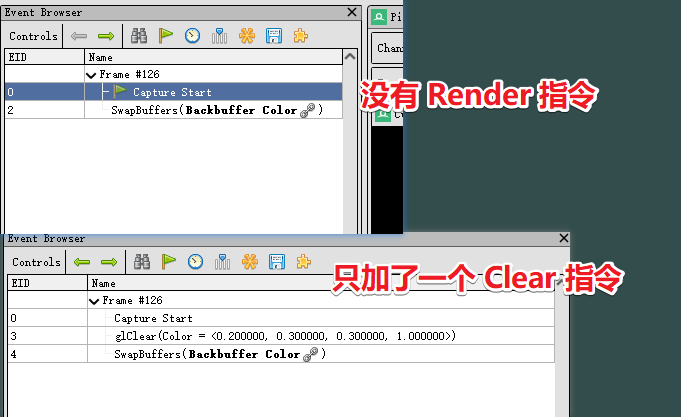 Event Browser
Pi
Controls
Chann
EID
Name
Frame #126
0
Capture Start
没有 Render 指令
2
SwapBuffers(Backbuffer Color)
Event Browser
Controls
只加了一个 Clear 指令
EID
Name
Frame #126
0
Capture Start
3
glClear(Color = <0.200000, 0.300000, 0.300000, 1.000000>)
4
SwapBuffers(Backbuffer Color)